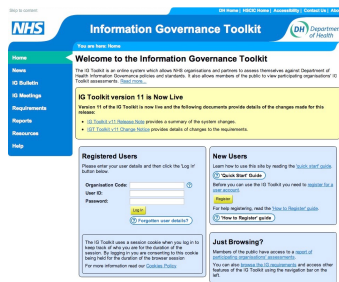 Skip to content
DH Home | HSCIC Home | Accessibility | Contact Us | Abo
NHS
Information Governance Toolkit
DH Departmen
of Health
You are here: Home
Home
News
IG Bulletin
IG Meetings
Requirements
Reports
Resources
Help
Welcome to the Information Governance Toolkit
The IG Toolkit is an online system which allows NHS organisations and partners to assess themselves against Department of
Health Information Governance policies and standards. It also allows members of the public to view participating organisations' IG
Toolkit assessments. Read more...
IG Toolkit version 11 is Now Live
Version 11 of the IG Toolkit is now live and the following documents provide details of the changes made for this
release:
IG Toolkit v11 Release Note provides a summary of the system changes.
IGT Toolkit v11 Change Notice provides details of changes to the requirements.
Registered Users
Please enter your user details and then click the 'Log in'
button below.
Organisation Code:
User ID:
Password:
Log in
Forgotten user details?
The IG Toolkit uses a session cookie when you log in to
keep track of who you are for the duration of the
session. By logging in you are consenting to this cookie
being held for the duration of the browser session
For more information read our Cookies Policy
New Users
Learn how to use this site by reading the 'quick start' guide.
'Quick Start' Guide
Before you can use the IG Toolkit you need to register for a
user account.
Register
For help registering, read the 'How to Register' guide.
'How to Register' guide
Just Browsing?
Members of the public have access to a report of
participating organisations' assessments.
You can also browse the IG requirements and access other
features of the IG Toolkit using the navigation bar on the
left.